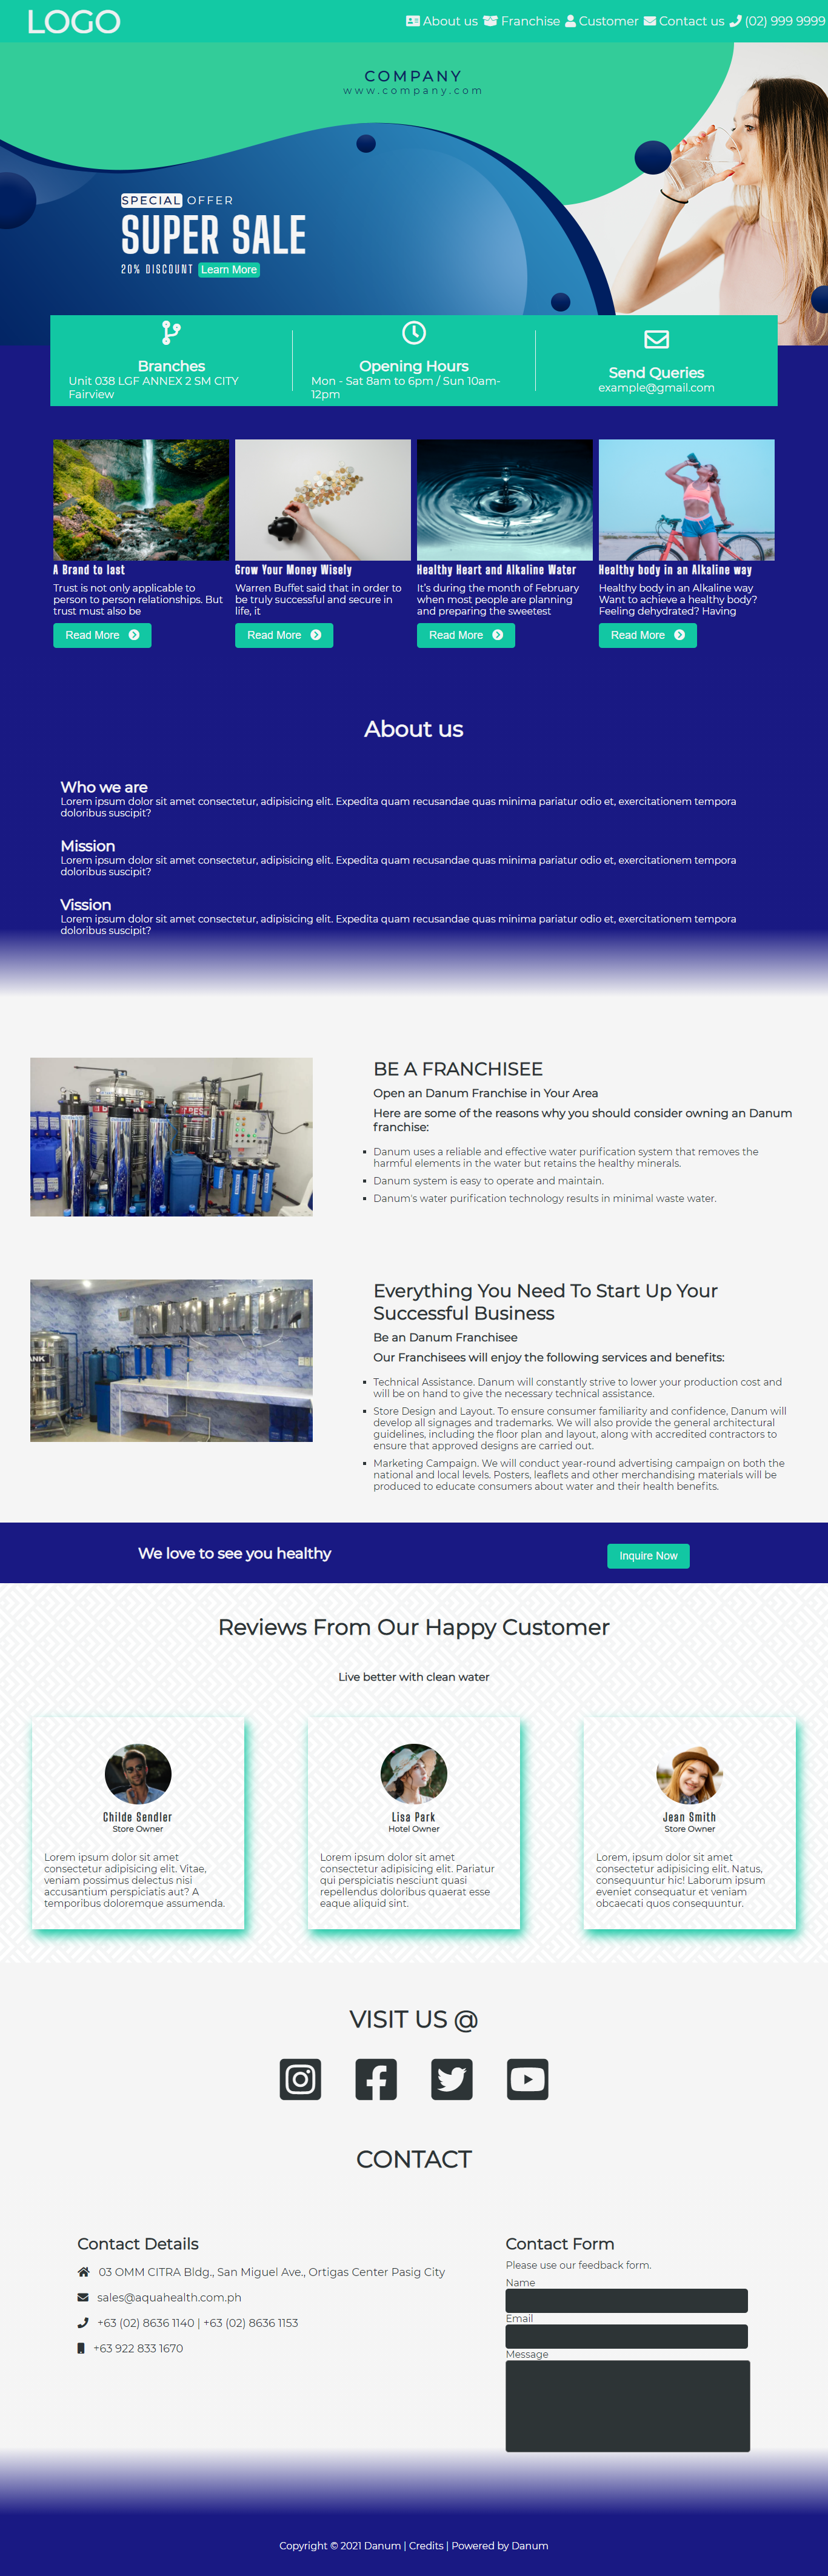 LOGO
About us Franchise Customer Contact us (02) 999 9999
COMPANY
www.company.com
SPECIAL OFFER
SUPER SALE
20% DISCOUNT Learn More
Branches
Unit 038 LGF ANNEX 2 SM CITY
Fairview
Opening Hours
Mon - Sat 8am to 6pm / Sun 10am-
12pm
Send Queries
example@gmail.com
A Brand to last
Trust is not only applicable to
person to person relationships. But
trust must also be
Read More
Grow Your Money Wisely
Warren Buffet said that in order to
be truly successful and secure in
life, it
Read More
Healthy Heart and Alkaline Water
It's during the month of February
when most people are planning
and preparing the sweetest
Read More
Healthy body in an Alkaline way
Healthy body in an Alkaline way
Want to achieve a healthy body?
Feeling dehydrated? Having
Read More
About us
Who we are
Lorem ipsum dolor sit amet consectetur, adipisicing elit. Expedita quam recusandae quas minima pariatur odio et, exercitationem tempora
doloribus suscipit?
Mission
Lorem ipsum dolor sit amet consectetur, adipisicing elit. Expedita quam recusandae quas minima pariatur odio et, exercitationem tempora
doloribus suscipit?
Vission
Lorem ipsum dolor sit amet consectetur, adipisicing elit. Expedita quam recusandae quas minima pariatur odio et, exercitationem tempora
doloribus suscipit?
BE A FRANCHISEE
Open an Danum Franchise in Your Area
Here are some of the reasons why you should consider owning an Danum
franchise:
Danum uses a reliable and effective water purification system that removes the
harmful elements in the water but retains the healthy minerals.
Danum system is easy to operate and maintain.
Danum's water purification technology results in minimal waste water.
Everything You Need To Start Up Your
Successful Business
Be an Danum Franchisee
Our Franchisees will enjoy the following services and benefits:
Technical Assistance. Danum will constantly strive to lower your production cost and
will be on hand to give the necessary technical assistance.
Store Design and Layout. To ensure consumer familiarity and confidence, Danum will
develop all signages and trademarks. We will also provide the general architectural
guidelines, including the floor plan and layout, along with accredited contractors to
ensure that approved designs are carried out.
Marketing Campaign. We will conduct year-round advertising campaign on both the
national and local levels. Posters, leaflets and other merchandising materials will be
produced to educate consumers about water and their health benefits.
We love to see you healthy
Inquire Now
Reviews From Our Happy Customer
Live better with clean water
Childe Sendler
Store Owner
Lorem ipsum dolor sit amet
consectetur adipisicing elit. Vitae,
veniam possimus delectus nisi
accusantium perspiciatis aut? A
temporibus doloremque assumenda.
Lisa Park
Hotel Owner
Lorem ipsum dolor sit amet
consectetur adipisicing elit. Pariatur
qui perspiciatis nesciunt quasi
repellendus doloribus quaerat esse
eaque aliquid sint.
Jean Smith
Store Owner
Lorem, ipsum dolor sit amet
consectetur adipisicing elit. Natus,
consequuntur hic! Laborum ipsum
eveniet consequatur et veniam
obcaecati quos consequuntur.
VISIT US @
CONTACT
Contact Details
03 OMM CITRA Bldg., San Miguel Ave., Ortigas Center Pasig City
sales@aquahealth.com.ph
+63 (02) 8636 1140 | +63 (02) 8636 1153
+63 922 833 1670
Contact Form
Please use our feedback form.
Name
Email
Message
Copyright © 2021 Danum | Credits | Powered by Danum